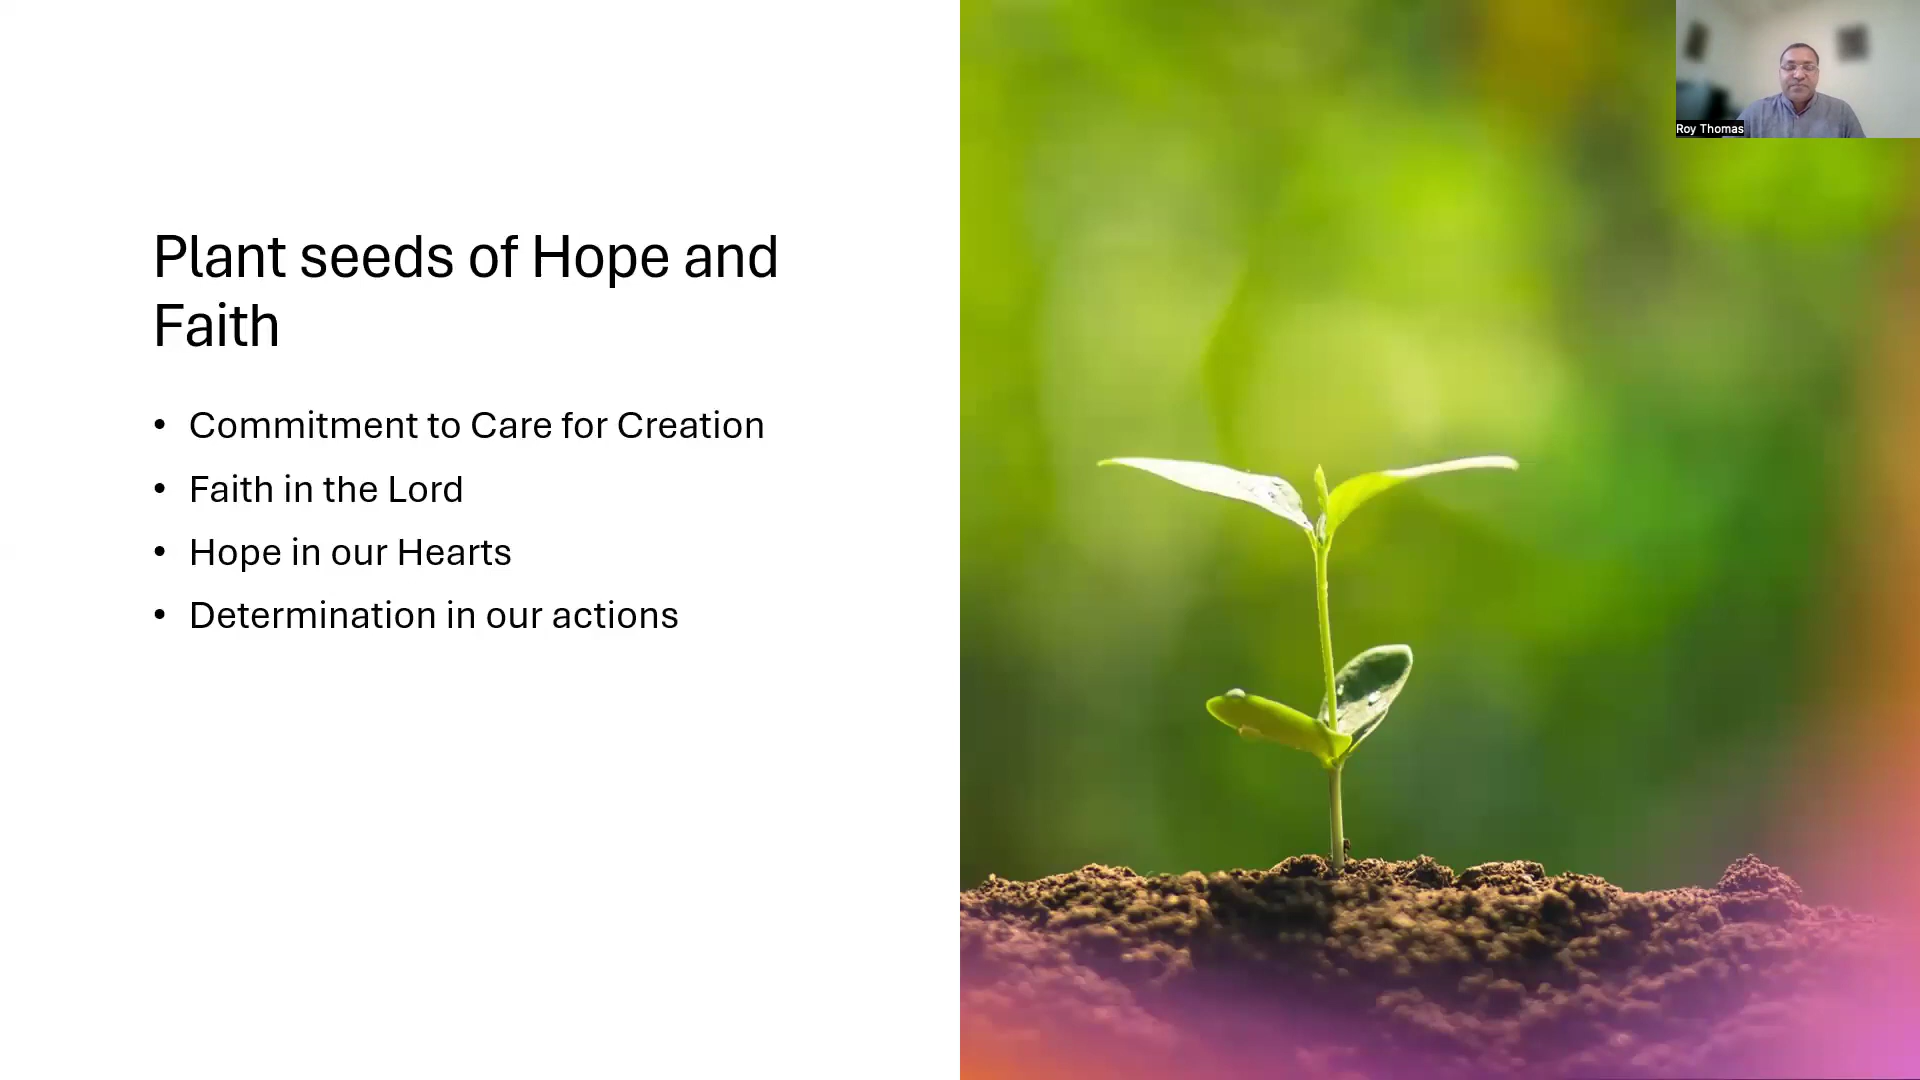 Plant seeds of Hope and
Faith
• Commitment to Care for Creation
• Faith in the Lord
• Hope in our Hearts
• Determination in our actions
Roy Thomas